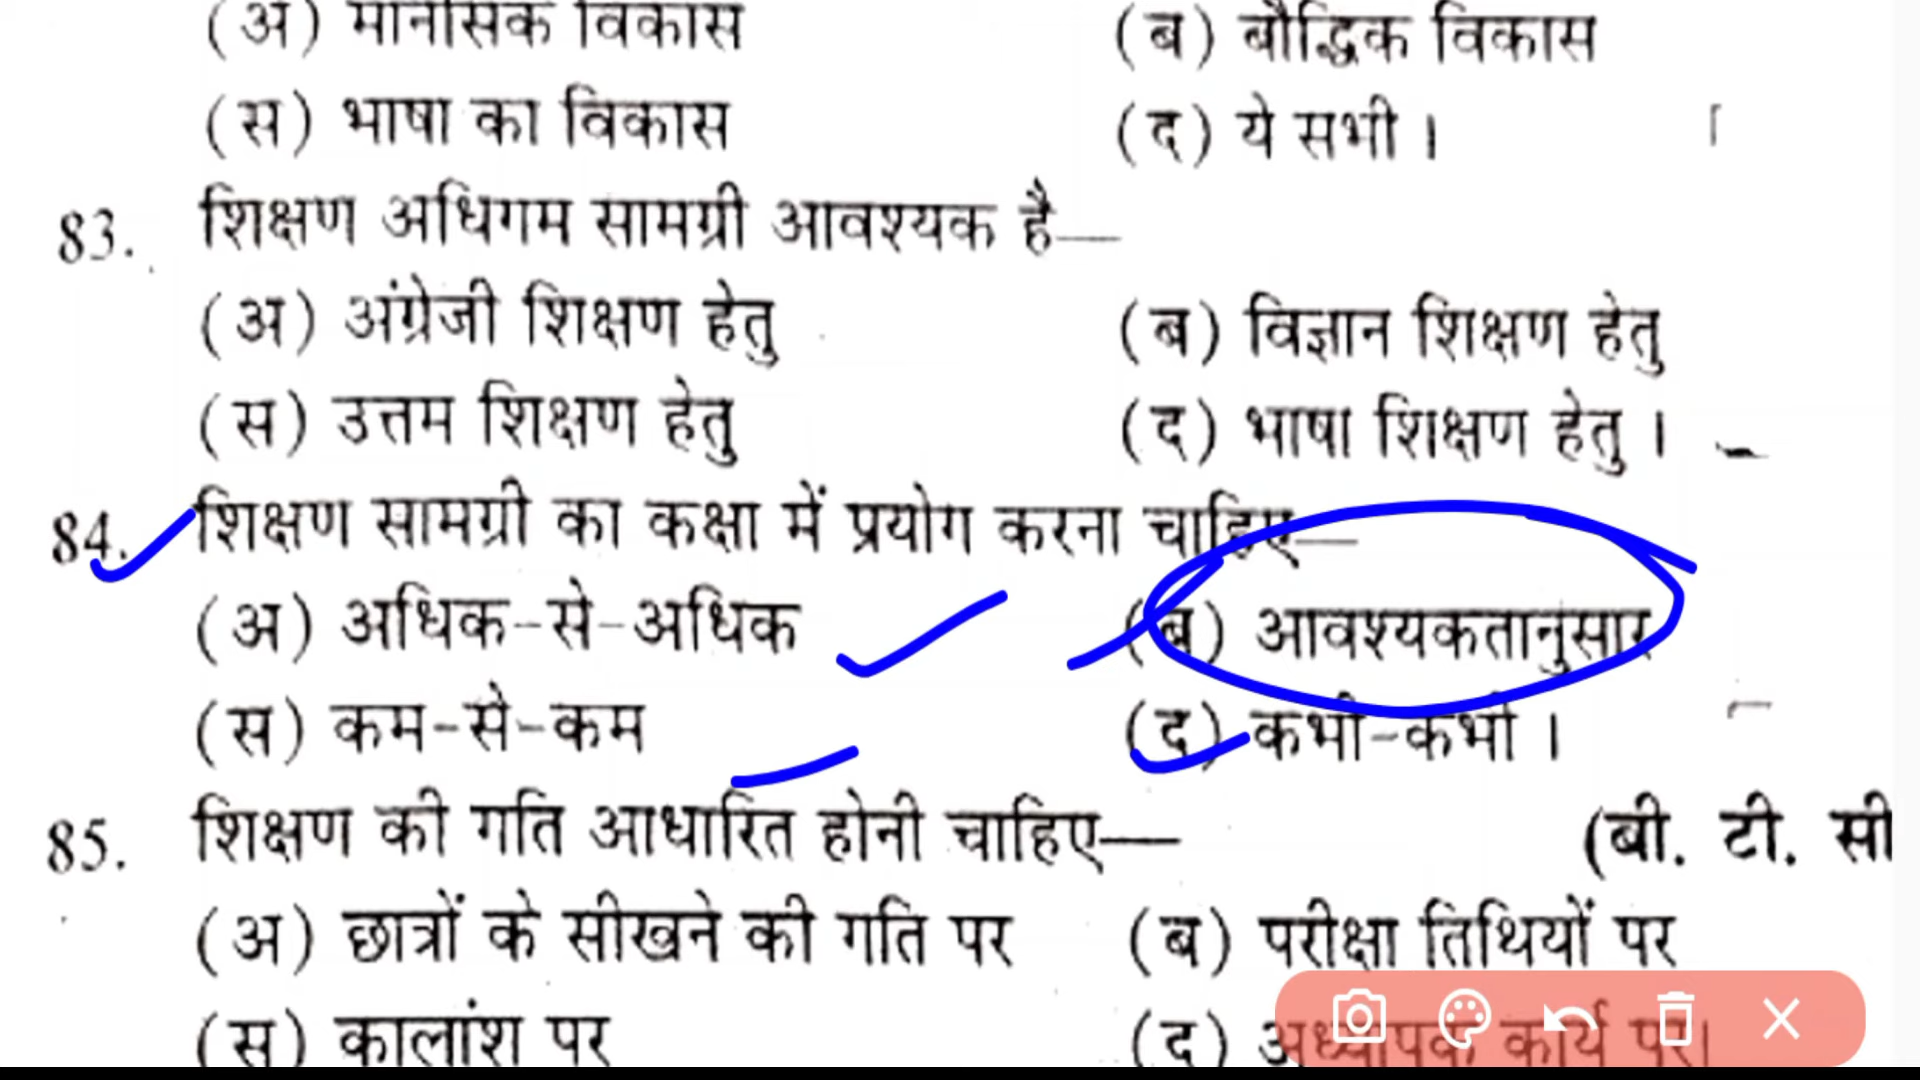 (अ) मानसिक विकास (ब) बौद्धिक विकास
(स) भाषा का विकास (द) ये सभी ।
83. शिक्षण अधिगम सामग्री आवश्यक है—
(अ) अंग्रेजी शिक्षण हेतु (ब) विज्ञान शिक्षण हेतु
(स) उत्तम शिक्षण हेतु (द) भाषा शिक्षण हेतु ।
84. शिक्षण सामग्री का कक्षा में प्रयोग करना चाहिए—
(अ) अधिक-से-अधिक (ब) आवश्यकतानुसार
(स) कम-से-कम (द) कभी-कभी ।
85. शिक्षण की गति आधारित होनी चाहिए— (बी. टी. सी
(अ) छात्रों के सीखने की गति पर (ब) परीक्षा तिथियों पर
(स) कालांश पर (द) अध्यापक कार्य पर।